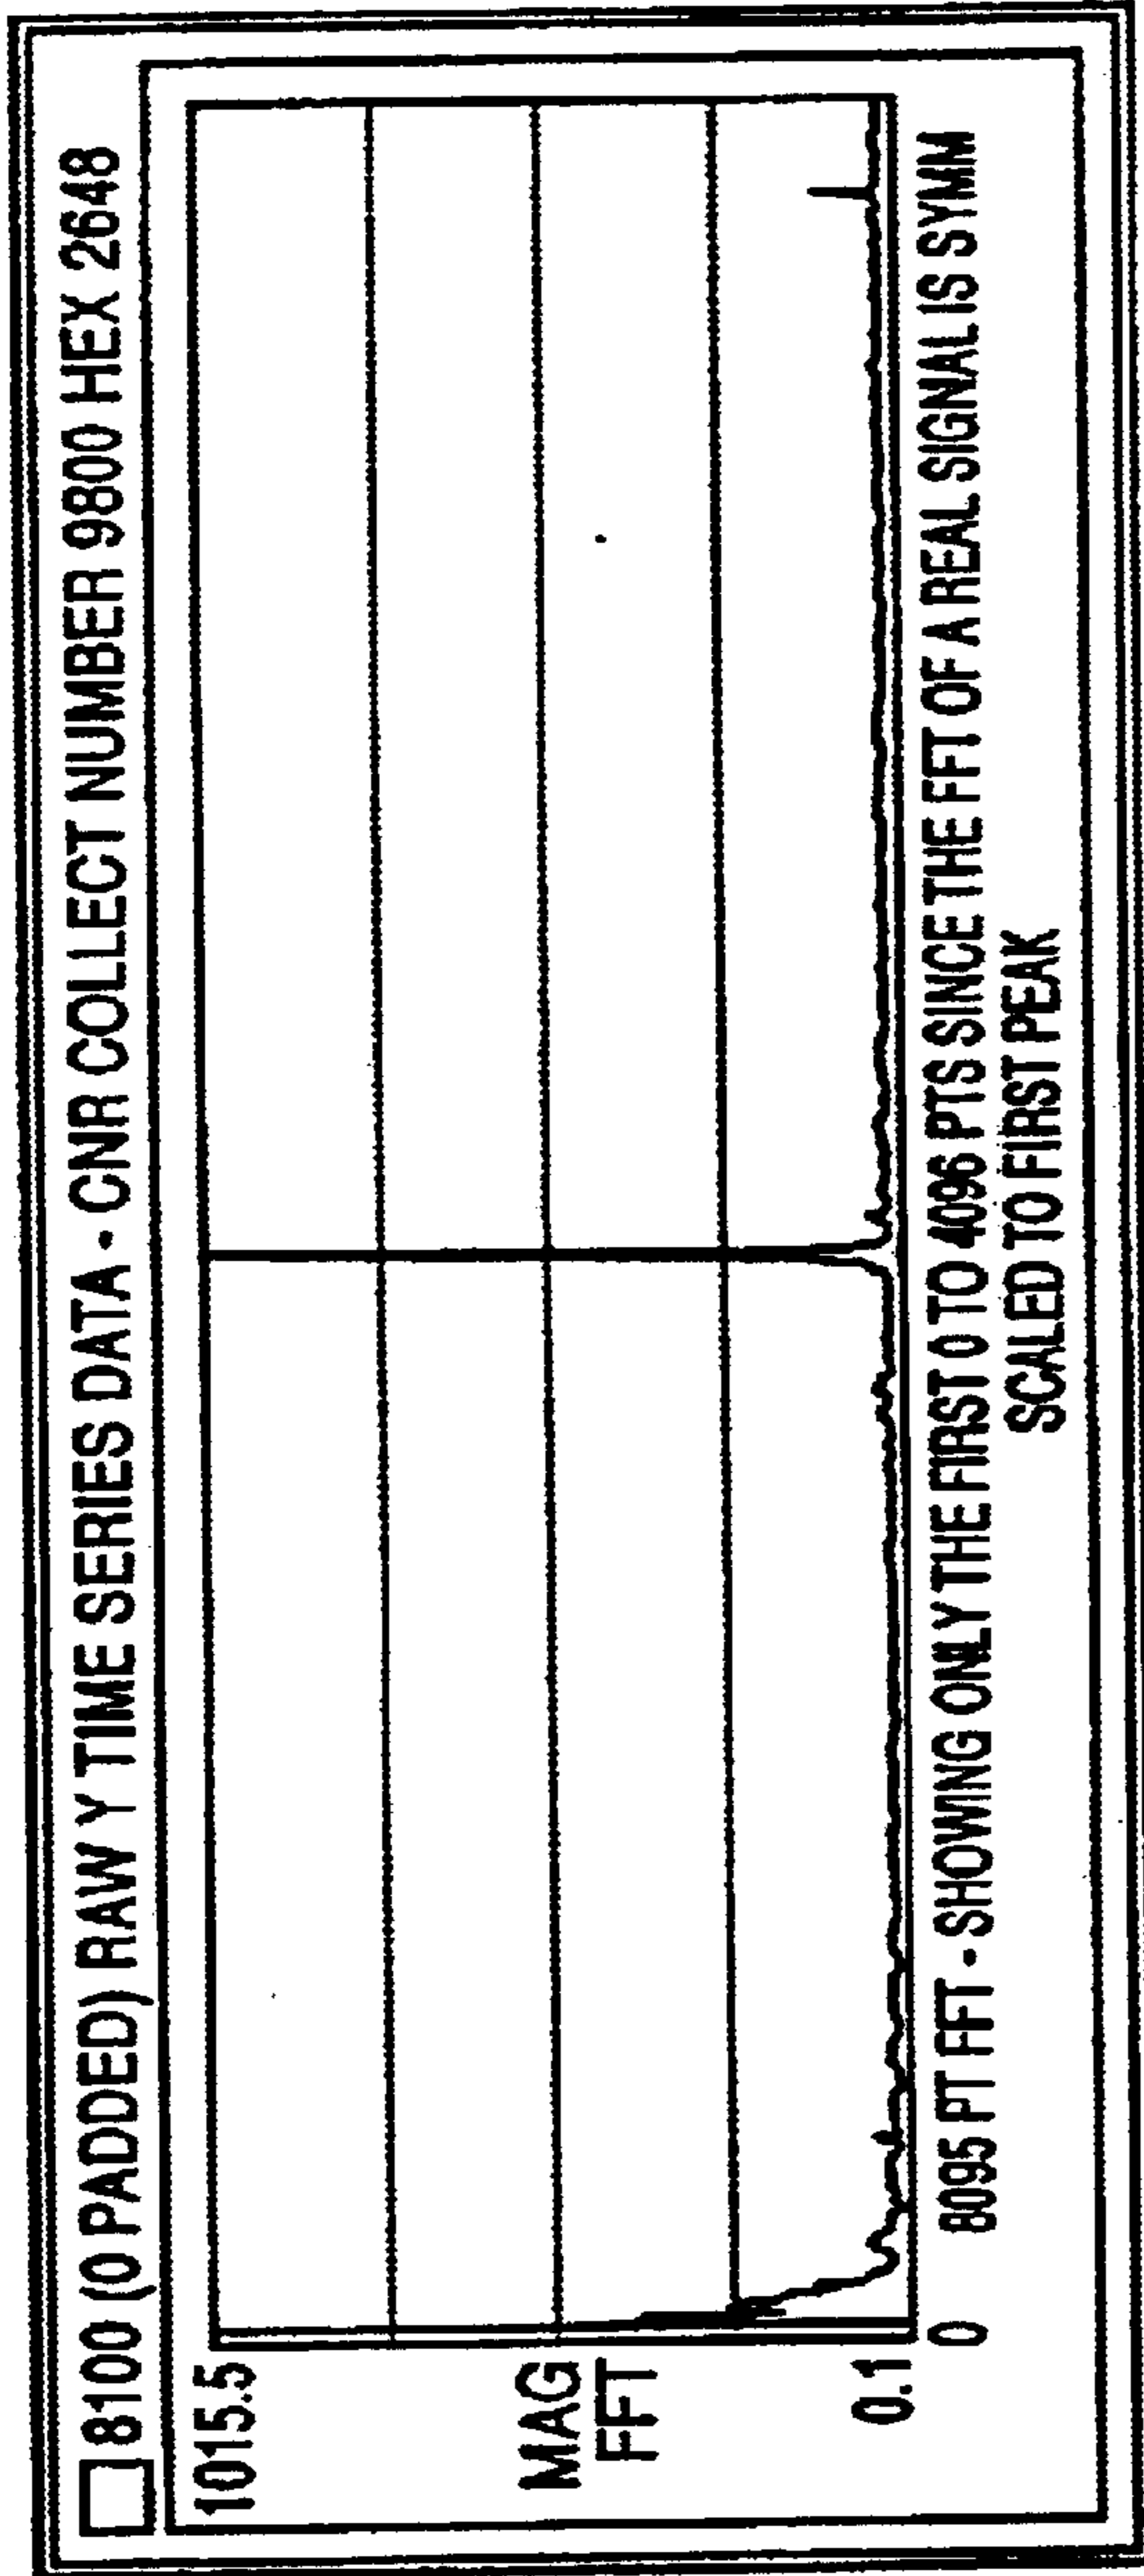 8100 (0 PADDED) RAW Y TIME SERIES DATA - CNR COLLECT NUMBER 9800 HEX 2648
1015.5
MAG
FFT
0.1
0
8095 PT FFT - SHOWING ONLY THE FIRST 0 TO 4096 PTS SINCE THE FFT OF A REAL SIGNAL IS SYMM
SCALED TO FIRST PEAK